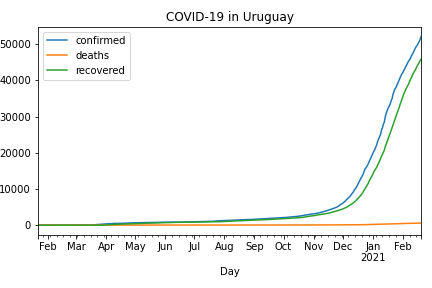 COVID-19 in Uruguay
confirmed
deaths
recovered
50000
40000
30000
20000
10000
0
Feb Mar Apr May Jun Jul Aug Sep Oct Nov Dec Jan Feb
2021
Day